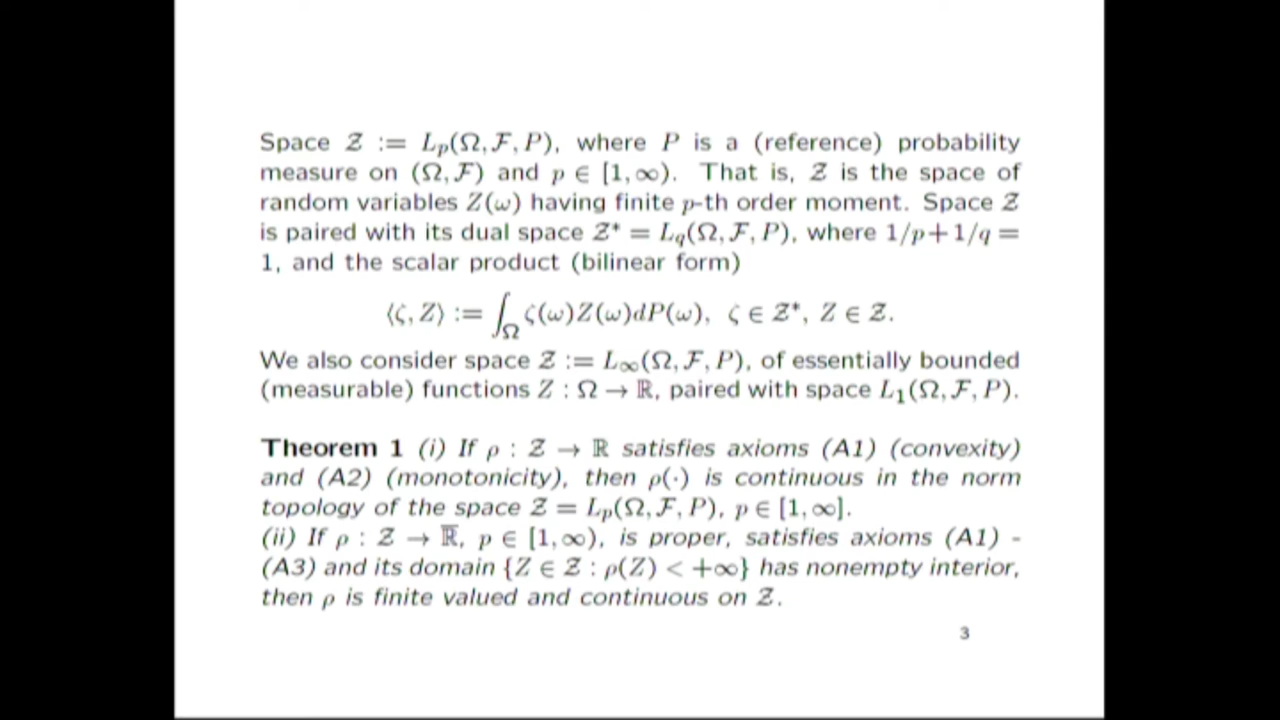 Space 𝒵 := L_p(Ω, ℱ, P), where P is a (reference) probability
measure on (Ω, ℱ) and p ∈ [1, ∞). That is, 𝒵 is the space of
random variables Z(ω) having finite p-th order moment. Space 𝒵
is paired with its dual space 𝒵* = L_q(Ω, ℱ, P), where 1/p + 1/q =
1, and the scalar product (bilinear form)
⟨ζ, Z⟩ := ∫_Ω ζ(ω)Z(ω)dP(ω), ζ ∈ 𝒵*, Z ∈ 𝒵.
We also consider space 𝒵 := L_∞(Ω, ℱ, P), of essentially bounded
(measurable) functions Z : Ω → ℝ, paired with space L_1(Ω, ℱ, P).
Theorem 1 (i) If ρ : 𝒵 → ℝ satisfies axioms (A1) (convexity)
and (A2) (monotonicity), then ρ(·) is continuous in the norm
topology of the space 𝒵 = L_p(Ω, ℱ, P), p ∈ [1, ∞].
(ii) If ρ : 𝒵 → ℝ̅, p ∈ [1, ∞), is proper, satisfies axioms (A1) -
(A3) and its domain {Z ∈ 𝒵 : ρ(Z) < +∞} has nonempty interior,
then ρ is finite valued and continuous on 𝒵.
3